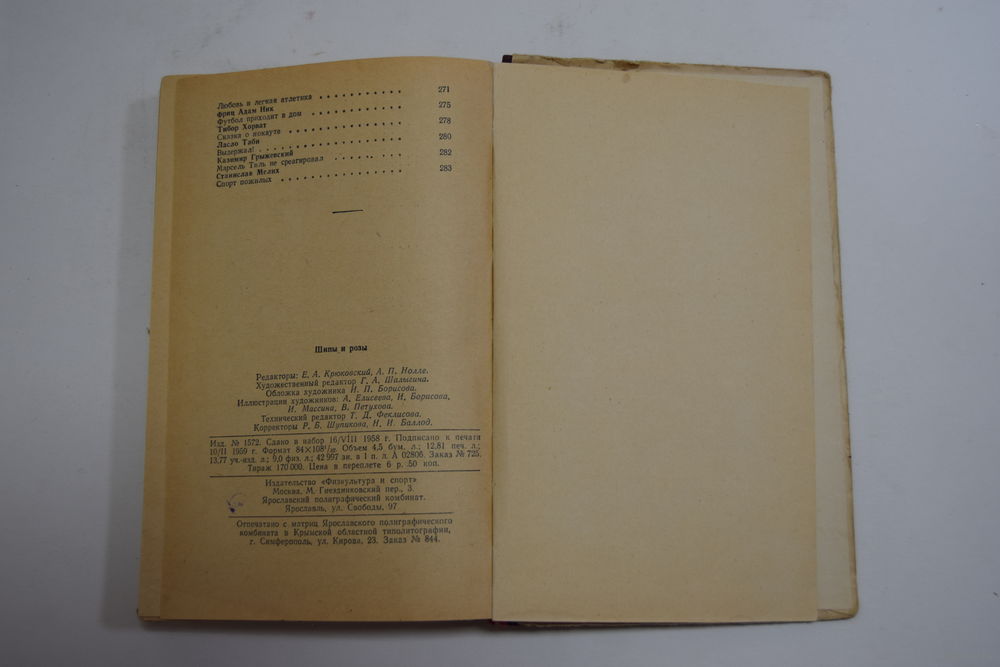 Любовь и легкая атлетика . . . . . . . . . . . 271
Фриц Адам Ник
Футбол приходит в дом . . . . . . . . . . . . 275
Тибор Хорват
Сказка о нокауте . . . . . . . . . . . . . . 278
Ласло Таби
Выдержал! . . . . . . . . . . . . . . . . . 280
Казимир Грыжевский
Марсель Тиль не среагировал . . . . . . . . . 282
Станислав Мелих
Спорт пожилых . . . . . . . . . . . . . . . 283
Шипы и розы
Редакторы: Е. А. Крюковский, А. П. Нолле.
Художественный редактор Г. А. Шалыгина.
Обложка художника И. П. Борисова.
Иллюстрации художников: А. Елисеева, И. Борисова,
И. Массина, В. Петухова.
Технический редактор Т. Д. Феклисова.
Корректоры Р. Б. Шупикова, Н. И. Баллод.
Изд. № 1572. Сдано в набор 16/VIII 1958 г. Подписано к печати
10/II 1959 г. Формат 84×108¹/₃₂. Объем 4,5 бум. л.; 12,81 печ. л.;
13,77 уч.-изд. л.; 9,0 физ. л.; 42 997 зн. в 1 п. л. А 02806. Заказ № 725.
Тираж 170 000. Цена в переплете 6 р. 50 коп.
Издательство «Физкультура и спорт»
Москва, М. Гнездниковский пер., 3.
Ярославский полиграфический комбинат.
Ярославль, ул. Свободы, 97
Отпечатано с матриц Ярославского полиграфического
комбината в Крымской областной типолитографии,
г. Симферополь, ул. Кирова, 23. Заказ № 844.